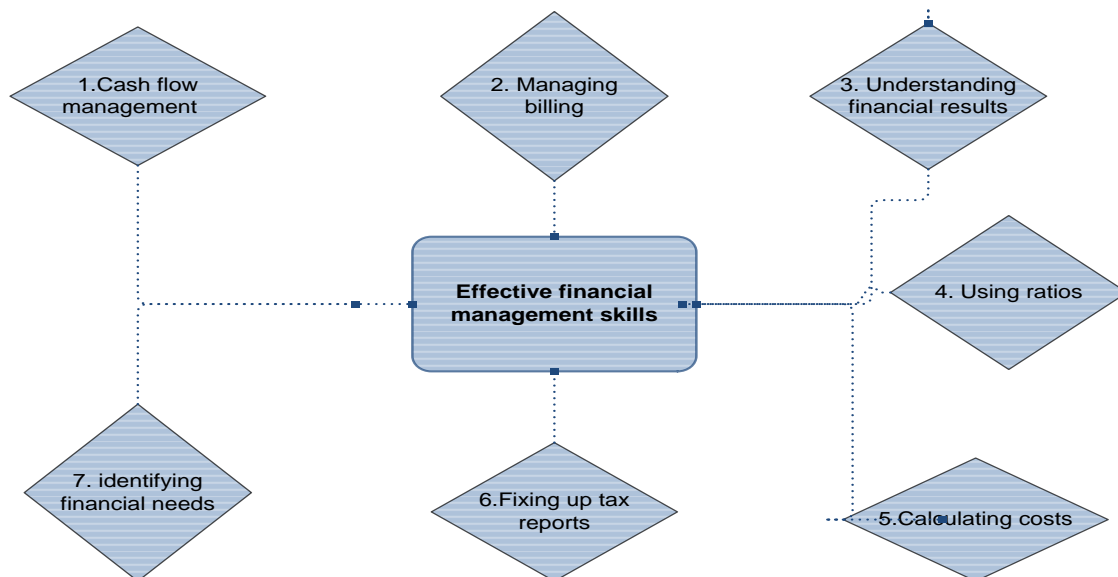 1.Cash flow
management
2. Managing
billing
3. Understanding
financial results
Effective financial
management skills
4. Using ratios
7. identifying
financial needs
6.Fixing up tax
reports
5.Calculating costs